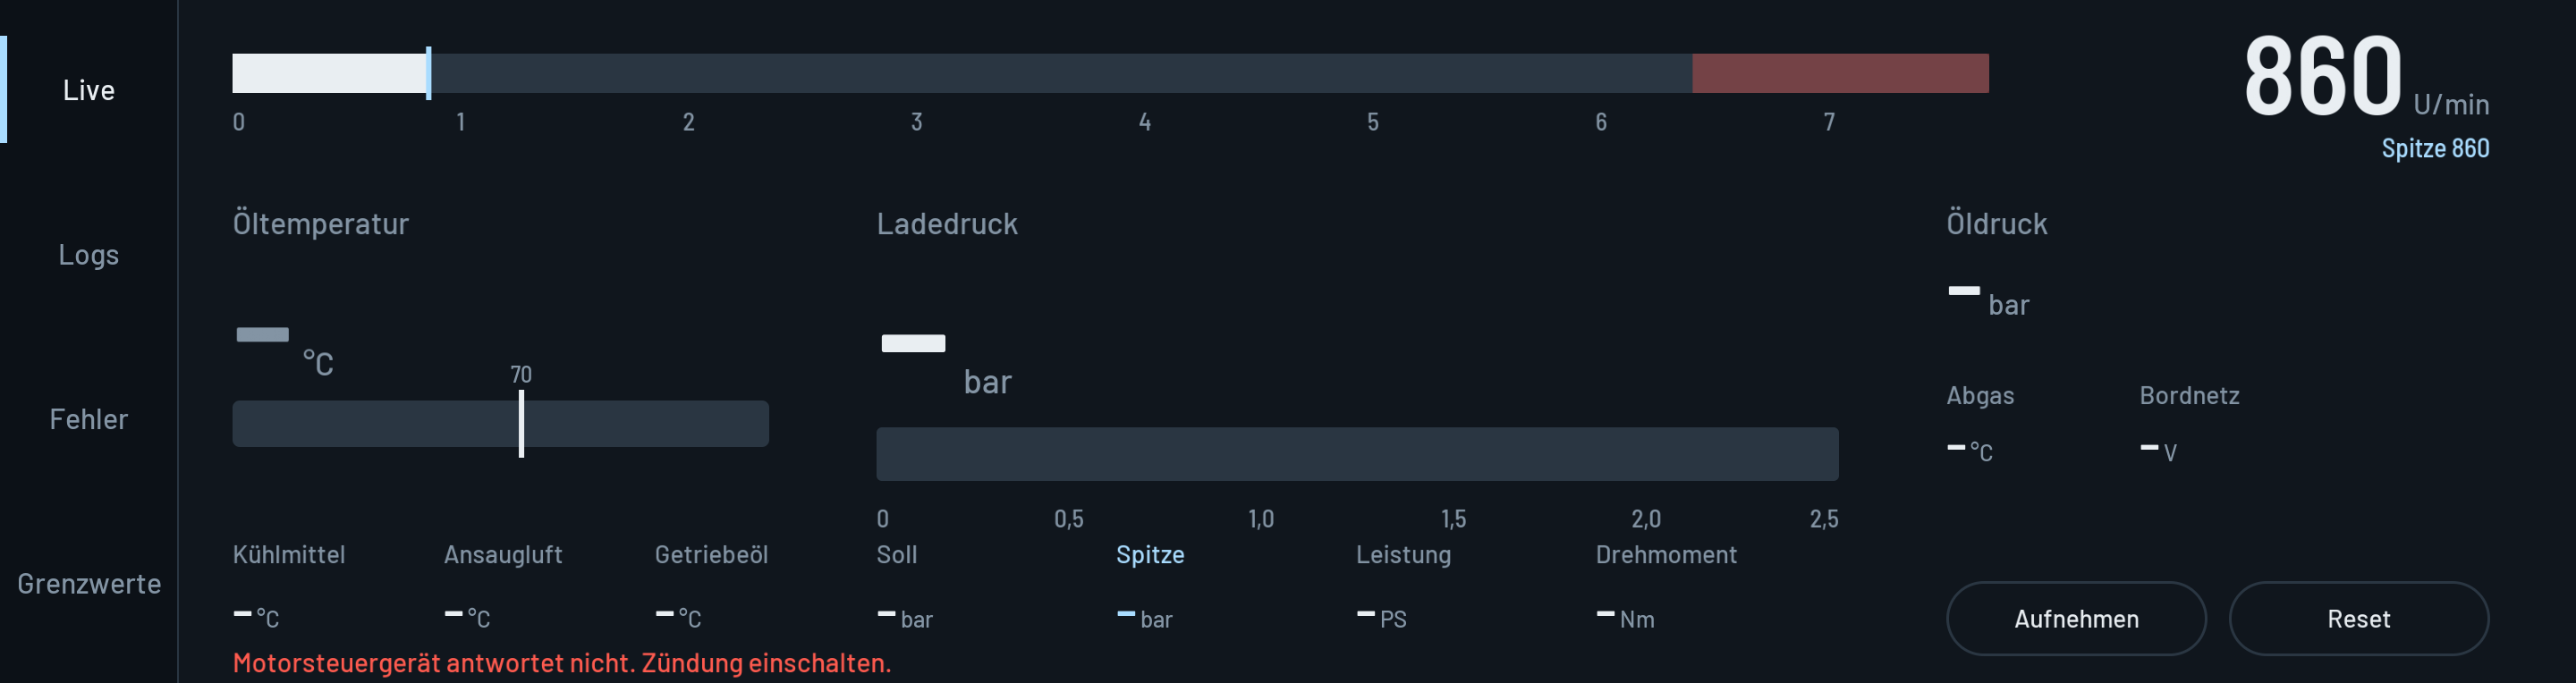 Live
Logs
Fehler
Grenzwerte
0 1 2 3 4 5 6 7
860 U/min
Spitze 860
Öltemperatur
– °C
70
Kühlmittel Ansaugluft Getriebeöl
– °C – °C – °C
Ladedruck
– bar
0 0,5 1,0 1,5 2,0 2,5
Soll Spitze Leistung Drehmoment
– bar – bar – PS – Nm
Öldruck
– bar
Abgas Bordnetz
– °C – V
Aufnehmen Reset
Motorsteuergerät antwortet nicht. Zündung einschalten.